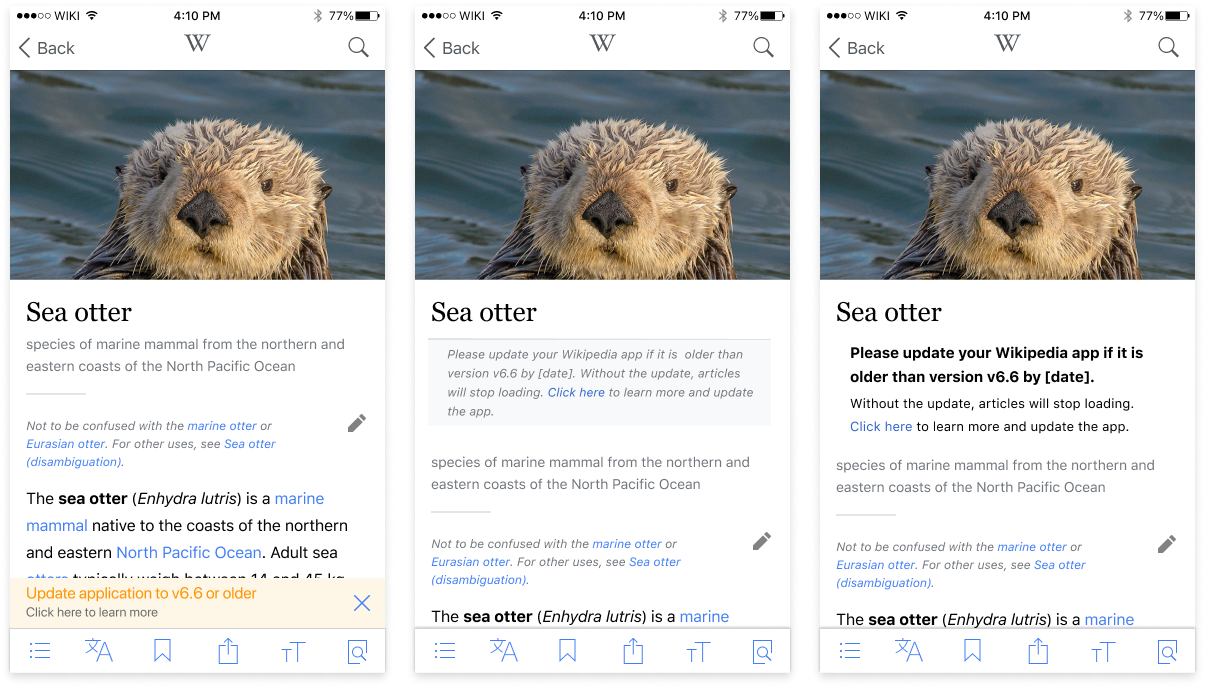 WIKI 4:10 PM 77%
Back W
Sea otter
species of marine mammal from the northern and
eastern coasts of the North Pacific Ocean
Not to be confused with the marine otter or
Eurasian otter. For other uses, see Sea otter
(disambiguation).
The sea otter (Enhydra lutris) is a marine
mammal native to the coasts of the northern
and eastern North Pacific Ocean. Adult sea
otters typically weigh between 14 and 45 kg
Update application to v6.6 or older
Click here to learn more
WIKI 4:10 PM 77%
Back W
Sea otter
Please update your Wikipedia app if it is older than
version v6.6 by [date]. Without the update, articles
will stop loading. Click here to learn more and update
the app.
species of marine mammal from the northern and
eastern coasts of the North Pacific Ocean
Not to be confused with the marine otter or
Eurasian otter. For other uses, see Sea otter
(disambiguation).
The sea otter (Enhydra lutris) is a marine
WIKI 4:10 PM 77%
Back W
Sea otter
Please update your Wikipedia app if it is
older than version v6.6 by [date].
Without the update, articles will stop loading.
Click here to learn more and update the app.
species of marine mammal from the northern and
eastern coasts of the North Pacific Ocean
Not to be confused with the marine otter or
Eurasian otter. For other uses, see Sea otter
(disambiguation).
The sea otter (Enhydra lutris) is a marine